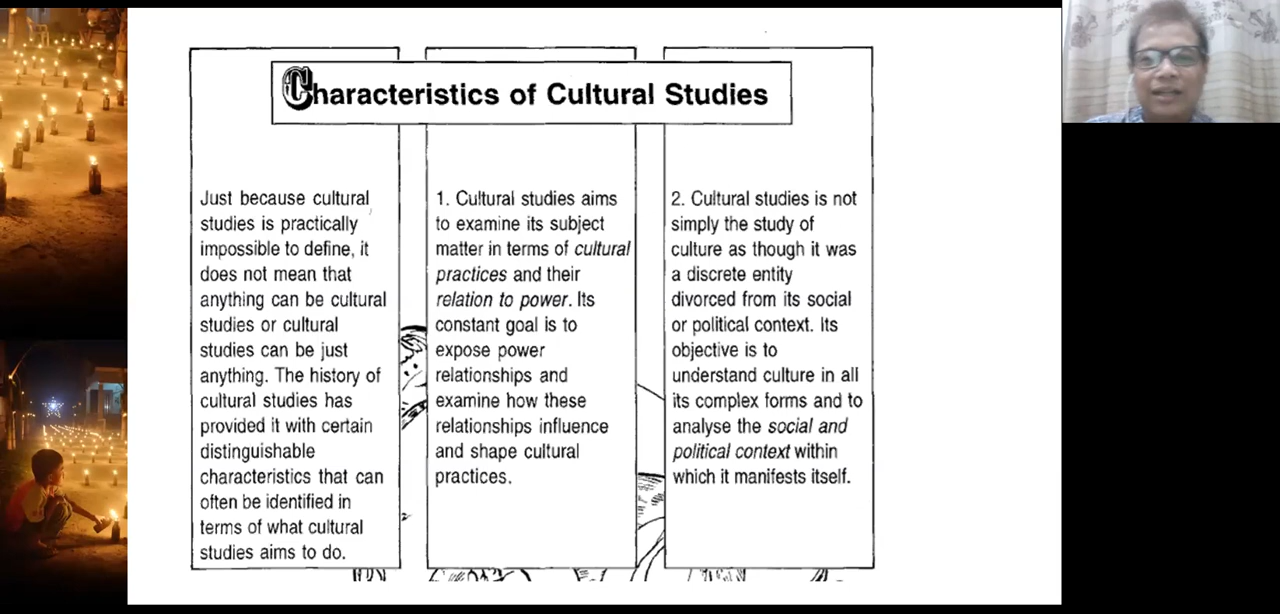 Characteristics of Cultural Studies
Just because cultural
studies is practically
impossible to define, it
does not mean that
anything can be cultural
studies or cultural
studies can be just
anything. The history of
cultural studies has
provided it with certain
distinguishable
characteristics that can
often be identified in
terms of what cultural
studies aims to do.
1. Cultural studies aims
to examine its subject
matter in terms of cultural
practices and their
relation to power. Its
constant goal is to
expose power
relationships and
examine how these
relationships influence
and shape cultural
practices.
2. Cultural studies is not
simply the study of
culture as though it was
a discrete entity
divorced from its social
or political context. Its
objective is to
understand culture in all
its complex forms and to
analyse the social and
political context within
which it manifests itself.